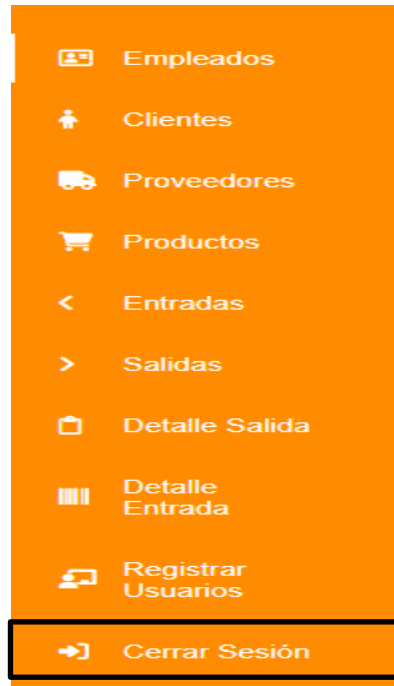 Empleados
Clientes
Proveedores
Productos
Entradas
Salidas
Detalle Salida
Detalle
Entrada
Registrar
Usuarios
Cerrar Sesión